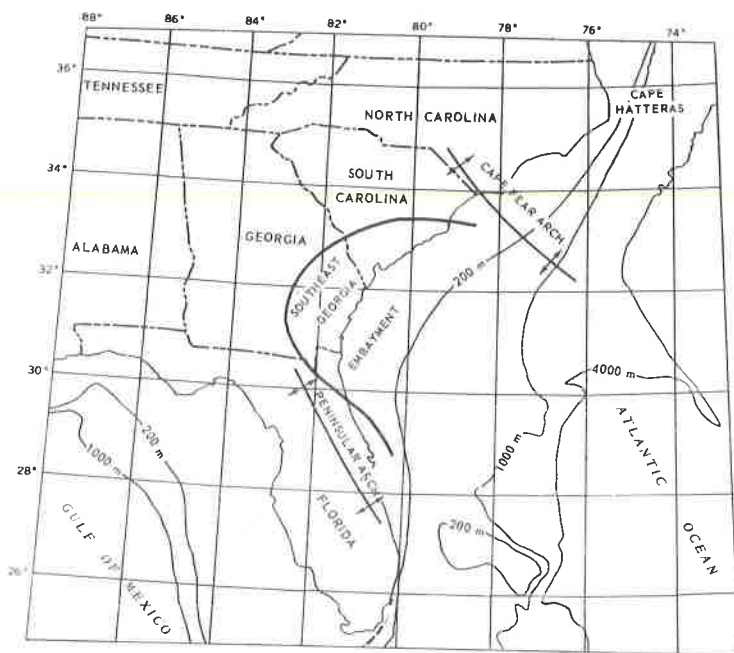 88° 86° 84° 82° 80° 78° 76° 74°
36°
TENNESSEE
NORTH CAROLINA
CAPE
HATTERAS
34°
SOUTH
CAROLINA
CAPE FEAR ARCH
GEORGIA
ALABAMA
32°
SOUTHEAST
GEORGIA
EMBAYMENT
200 m
30°
4000 m
PENINSULAR ARCH
FLORIDA
200 m
1000 m
1000 m
ATLANTIC
OCEAN
28°
200 m
GULF
OF
MEXICO
26°